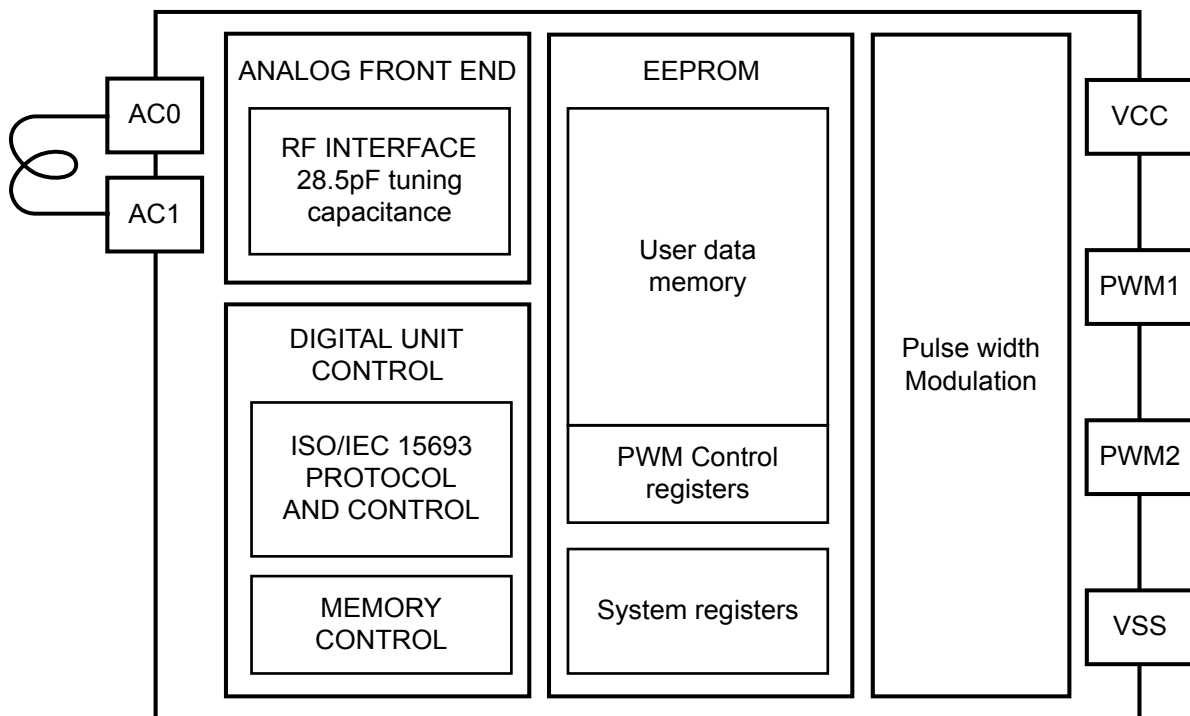 AC0
AC1
ANALOG FRONT END
RF INTERFACE
28.5pF tuning
capacitance
DIGITAL UNIT
CONTROL
ISO/IEC 15693
PROTOCOL
AND CONTROL
MEMORY
CONTROL
EEPROM
User data
memory
PWM Control
registers
System registers
Pulse width
Modulation
VCC
PWM1
PWM2
VSS